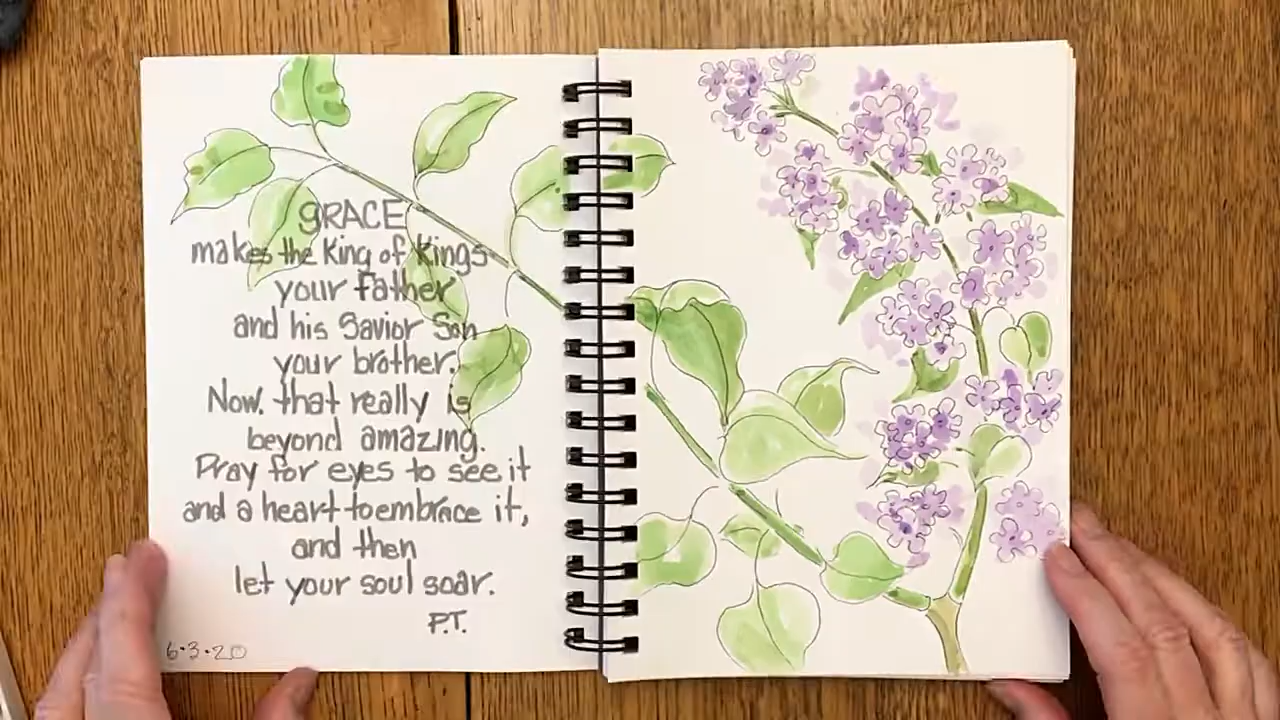 GRACE
makes the King of Kings
your Father
and his Savior Son
your brother.
Now. that really is
beyond amazing.
Pray for eyes to see it
and a heart to embrace it,
and then
let your soul soar.
P.T.
6.3.20